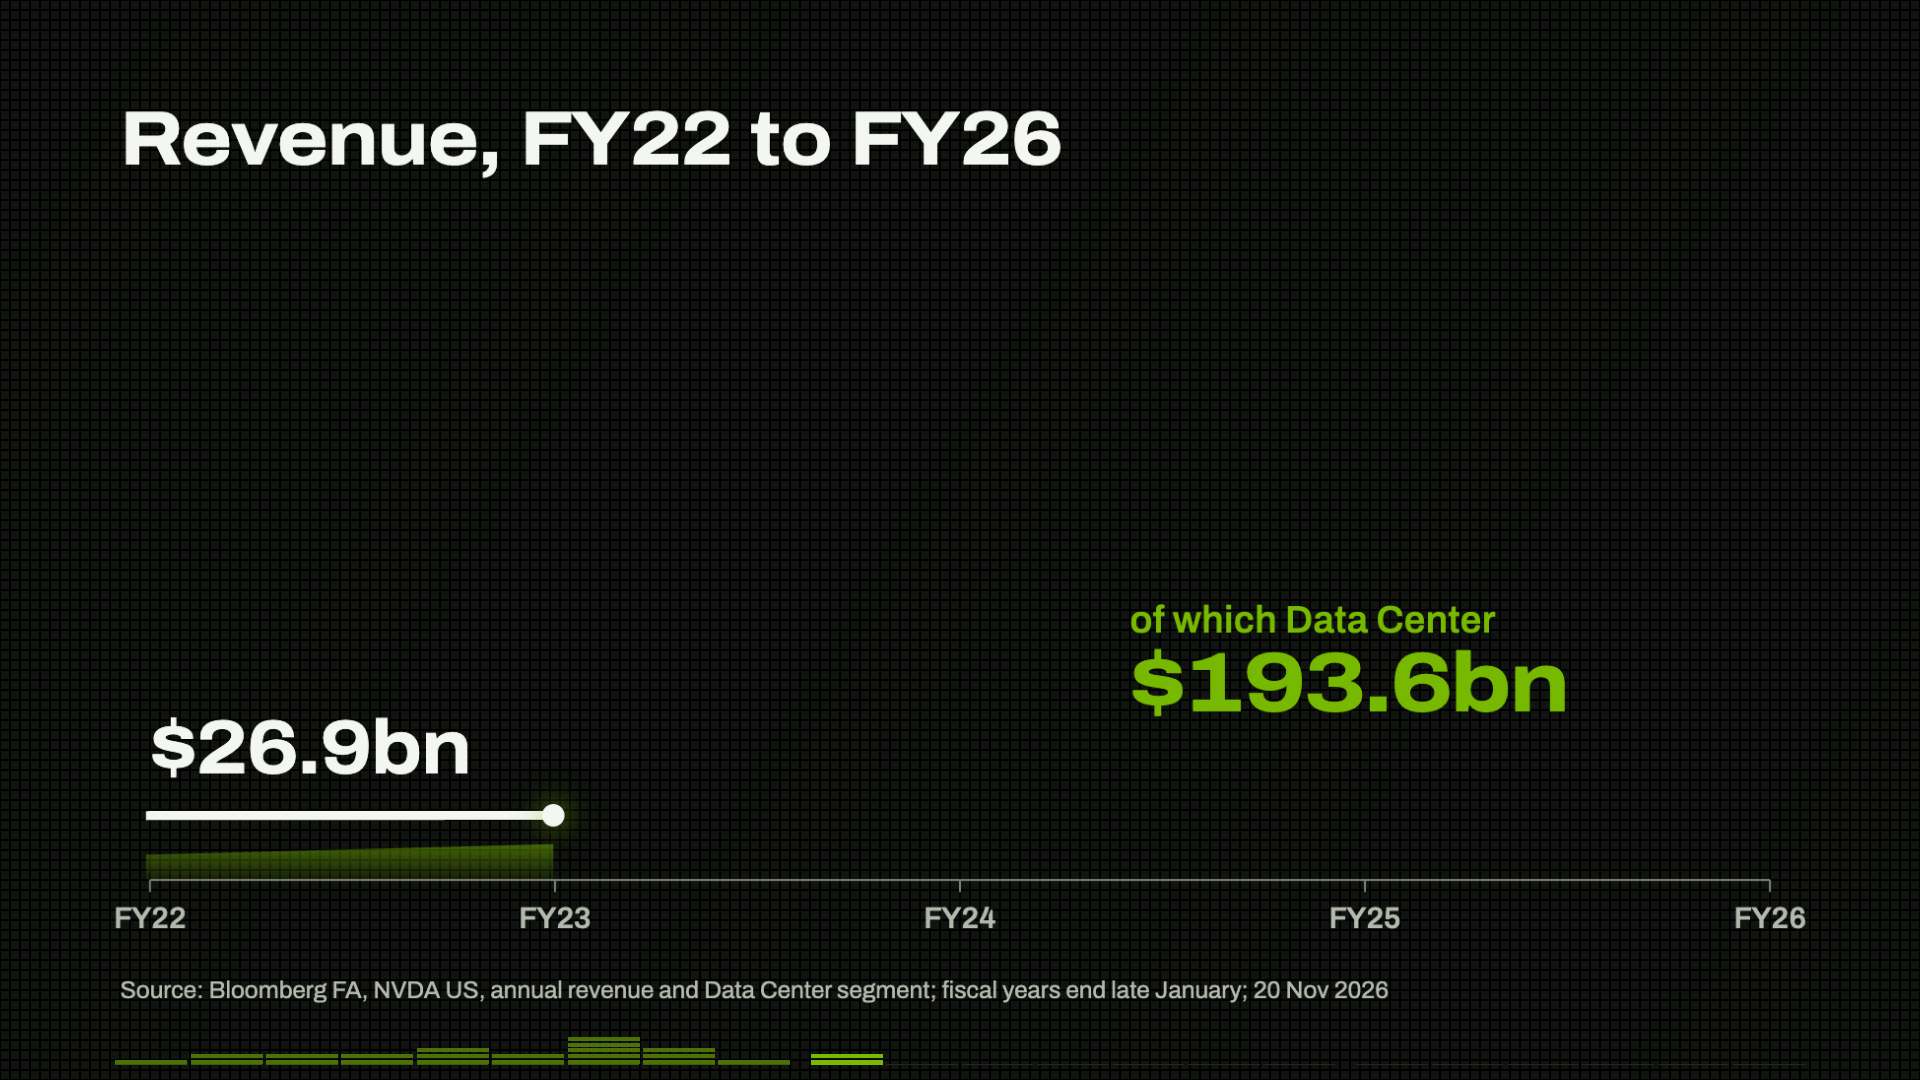 Revenue, FY22 to FY26
of which Data Center
$193.6bn
$26.9bn
FY22 FY23 FY24 FY25 FY26
Source: Bloomberg FA, NVDA US, annual revenue and Data Center segment; fiscal years end late January; 20 Nov 2026